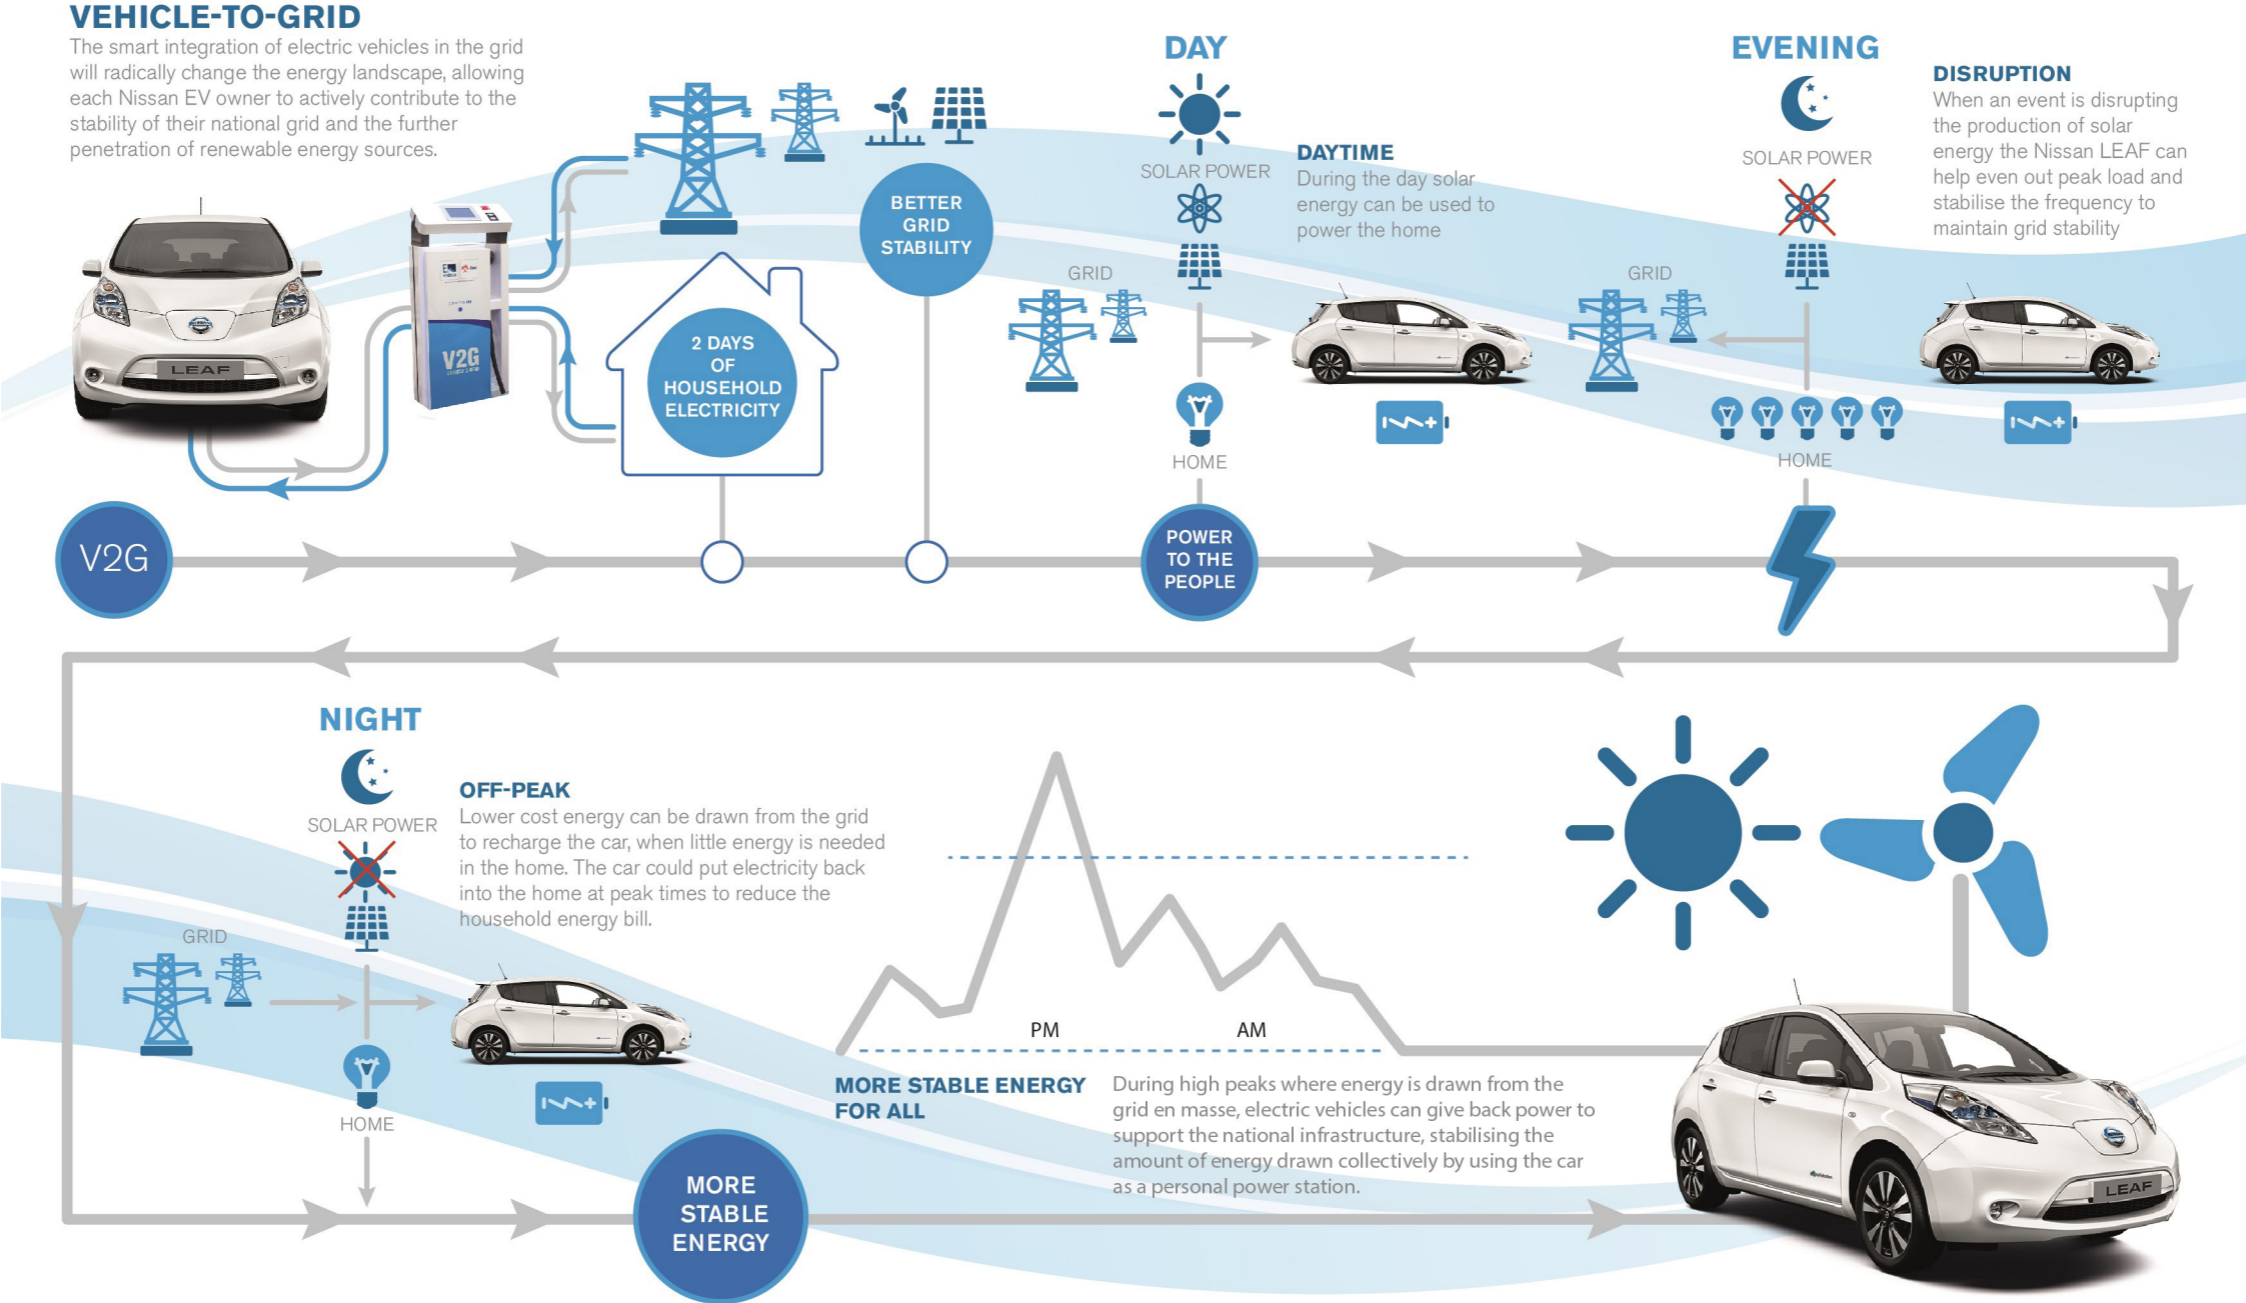 VEHICLE-TO-GRID
The smart integration of electric vehicles in the grid
will radically change the energy landscape, allowing
each Nissan EV owner to actively contribute to the
stability of their national grid and the further
penetration of renewable energy sources.
LEAF
V2G
2 DAYS
OF
HOUSEHOLD
ELECTRICITY
BETTER
GRID
STABILITY
DAY
SOLAR POWER
DAYTIME
During the day solar
energy can be used to
power the home
GRID
HOME
EVENING
SOLAR POWER
DISRUPTION
When an event is disrupting
the production of solar
energy the Nissan LEAF can
help even out peak load and
stabilise the frequency to
maintain grid stability
GRID
HOME
V2G
POWER
TO THE
PEOPLE
NIGHT
SOLAR POWER
OFF-PEAK
Lower cost energy can be drawn from the grid
to recharge the car, when little energy is needed
in the home. The car could put electricity back
into the home at peak times to reduce the
household energy bill.
GRID
HOME
MORE
STABLE
ENERGY
PM
AM
MORE STABLE ENERGY
FOR ALL
During high peaks where energy is drawn from the
grid en masse, electric vehicles can give back power to
support the national infrastructure, stabilising the
amount of energy drawn collectively by using the car
as a personal power station.
LEAF